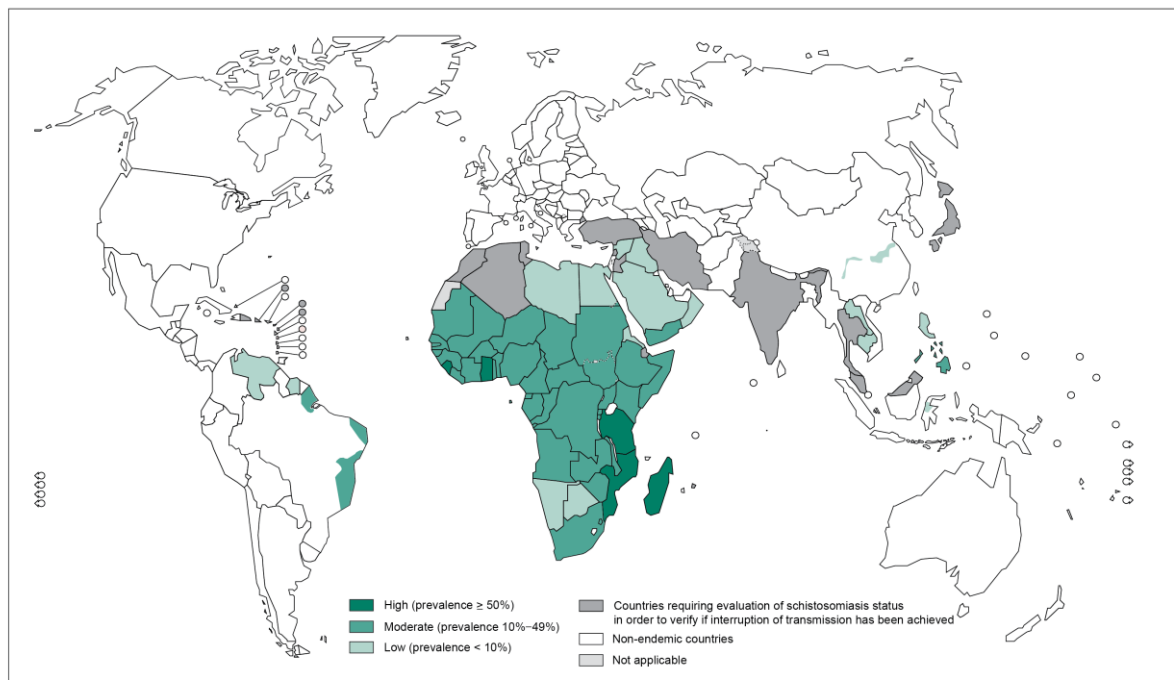 High (prevalence ≥ 50%)
Moderate (prevalence 10%–49%)
Low (prevalence < 10%)
Countries requiring evaluation of schistosomiasis status
in order to verify if interruption of transmission has been achieved
Non-endemic countries
Not applicable